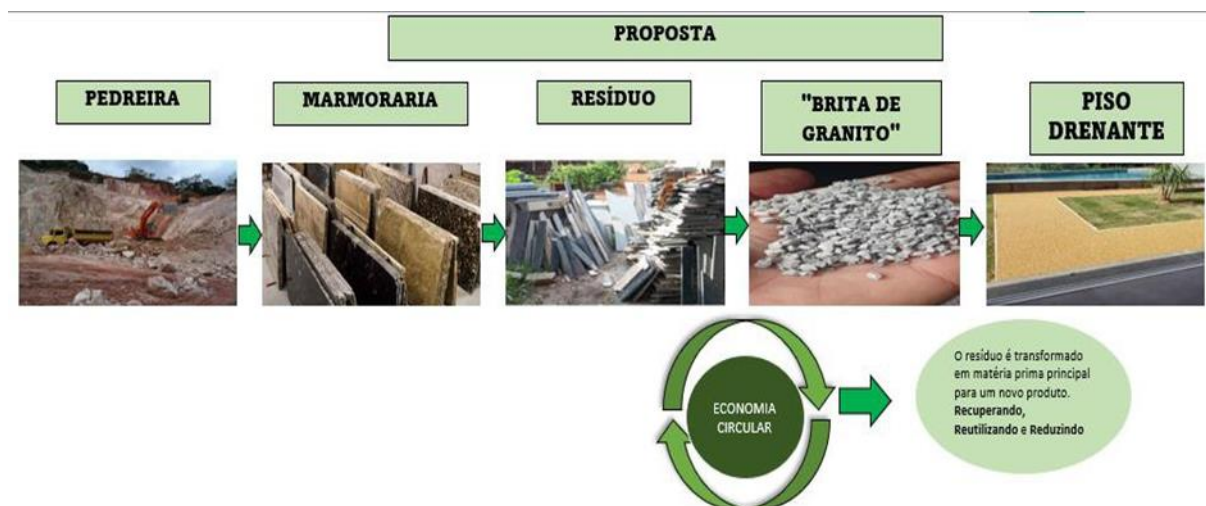 PROPOSTA
PEDREIRA
MARMORARIA
RESÍDUO
"BRITA DE
GRANITO"
PISO
DRENANTE
ECONOMIA
CIRCULAR
O resíduo é transformado
em matéria prima principal
para um novo produto.
Recuperando,
Reutilizando e Reduzindo